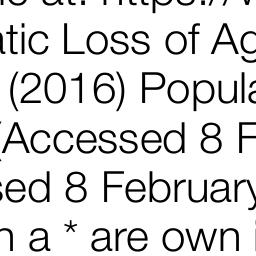 at: https://
atic Loss of Ag
(2016) Popula
(Accessed 8 F
sed 8 February
n a * are own i